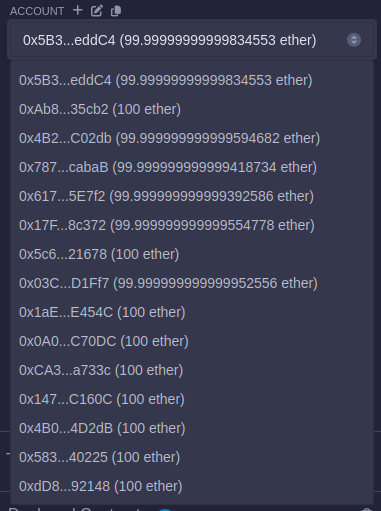 ACCOUNT
0x5B3...eddC4 (99.99999999999834553 ether)
0x5B3...eddC4 (99.99999999999834553 ether)
0xAb8...35cb2 (100 ether)
0x4B2...C02db (99.999999999999594682 ether)
0x787...cabaB (99.999999999999418734 ether)
0x617...5E7f2 (99.999999999999392586 ether)
0x17F...8c372 (99.999999999999554778 ether)
0x5c6...21678 (100 ether)
0x03C...D1Ff7 (99.999999999999952556 ether)
0x1aE...E454C (100 ether)
0x0A0...C70DC (100 ether)
0xCA3...a733c (100 ether)
0x147...C160C (100 ether)
0x4B0...4D2dB (100 ether)
0x583...40225 (100 ether)
0xdD8...92148 (100 ether)